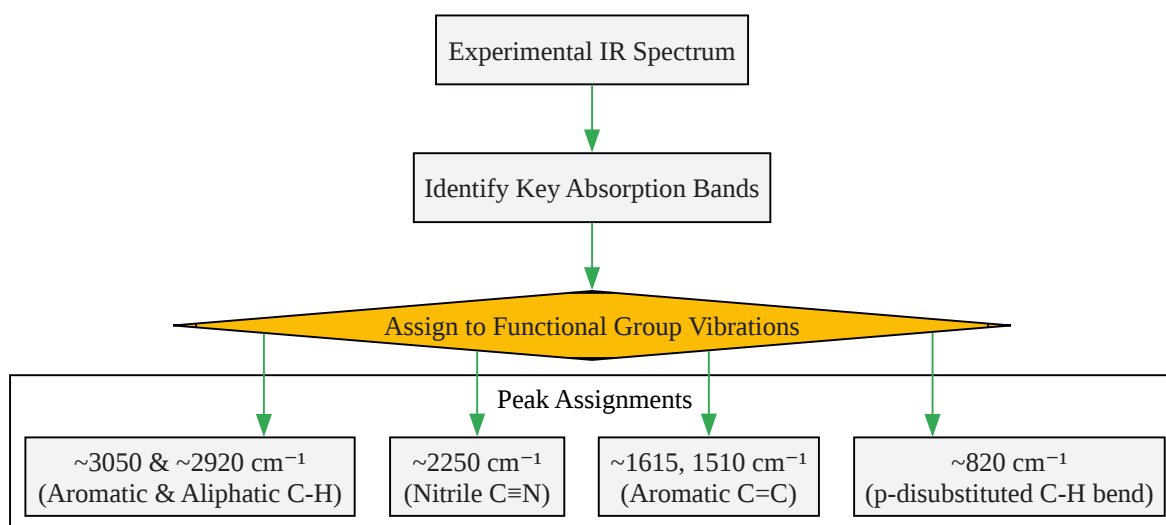 Experimental IR Spectrum
Identify Key Absorption Bands
Assign to Functional Group Vibrations
Peak Assignments
~3050 & ~2920 cm⁻¹
(Aromatic & Aliphatic C-H)
~2250 cm⁻¹
(Nitrile C≡N)
~1615, 1510 cm⁻¹
(Aromatic C=C)
~820 cm⁻¹
(p-disubstituted C-H bend)